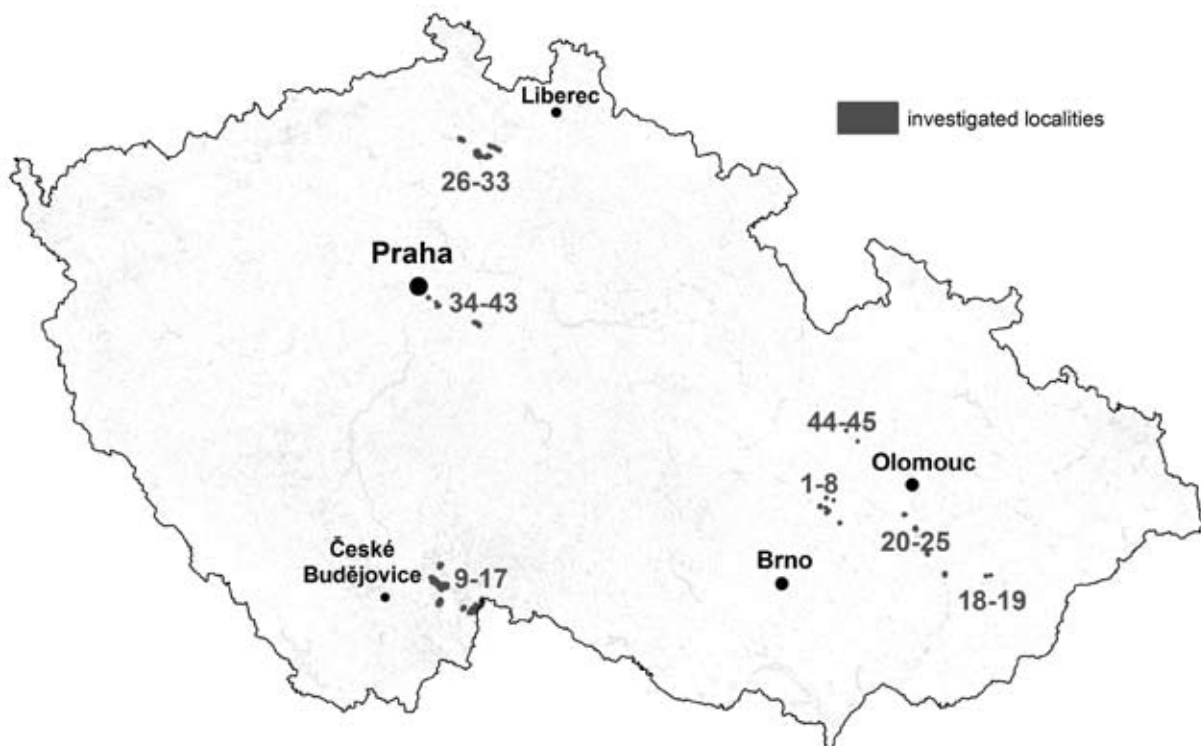 Liberec
investigated localities
26-33
Praha
34-43
44-45
Olomouc
1-8
20-25
České
Budějovice
9-17
Brno
18-19